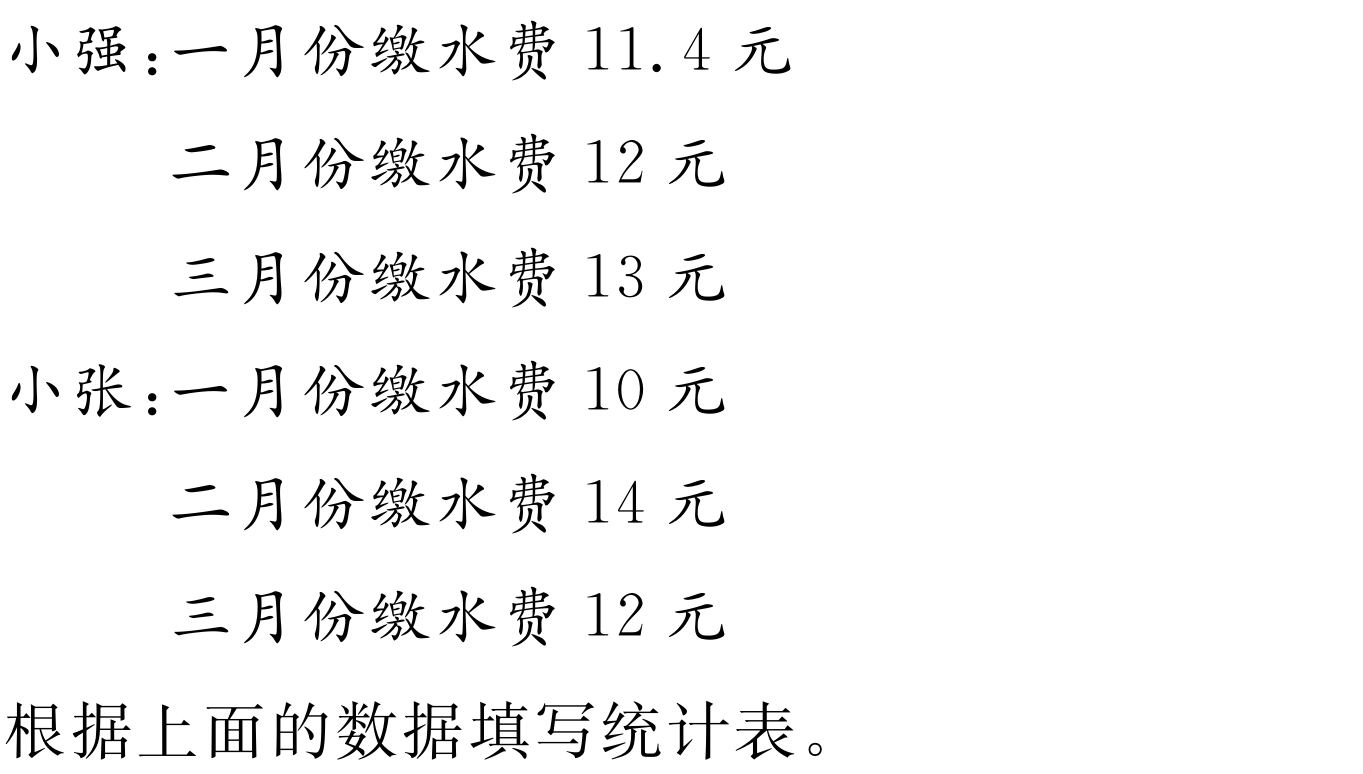 小强:一月份缴水费 11.4 元
二月份缴水费 12 元
三月份缴水费 13 元
小张:一月份缴水费 10 元
二月份缴水费 14 元
三月份缴水费 12 元
根据上面的数据填写统计表。